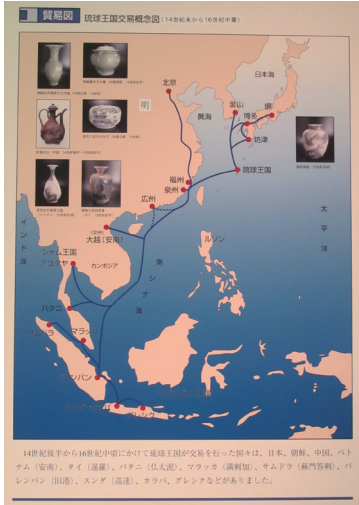 貿易図 琉球王国交易概念図(14世紀末から16世紀中葉)
日本海
北京
釜山
堺
明
黄海
博多
坊津
福州
泉州
琉球王国
広州
太平洋
インド洋
大越(安南)
ルソン
シャム王国
アユタヤ
カンボジア
南シナ海
パタニ
マラッカ
14世紀後半から16世紀中頃にかけて琉球王国が交易を行った国々は、日本、朝鮮、中国、ベト
ナム(安南)、タイ(暹羅)、パタニ(仏太泥)、マラッカ(満剌加)、サムドラ(蘇門答剌)、パ
レンバン(旧港)、スンダ(巡達)、カラパ、グレシクなどがありました。